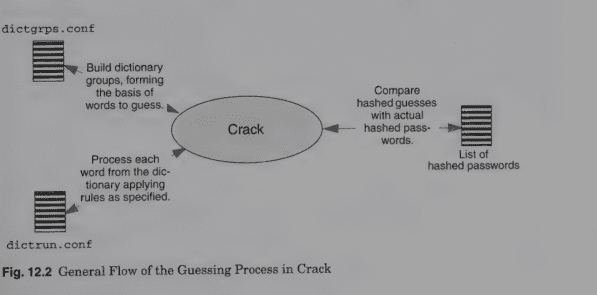 dictgrps.conf
Build dictionary
groups, forming
the basis of
words to guess.
Crack
Compare
hashed guesses
with actual
hashed pass-
words.
List of
hashed passwords
Process each
word from the dic-
tionary applying
rules as specified.
dictrun.conf
Fig. 12.2 General Flow of the Guessing Process in Crack